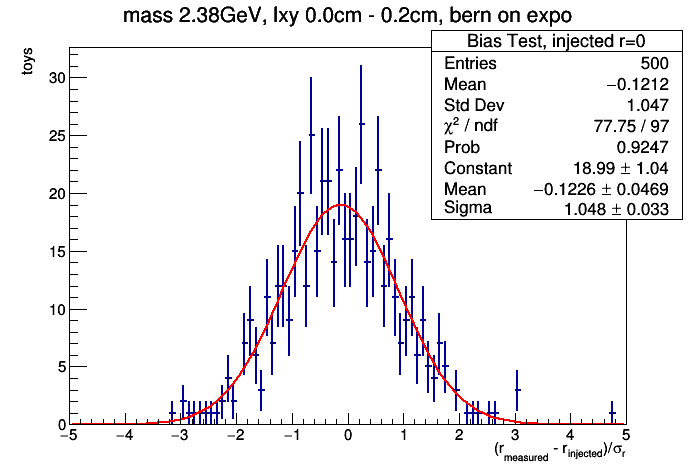 mass 2.38GeV, lxy 0.0cm - 0.2cm, bern on expo
Bias Test, injected r=0
Entries 500
Mean −0.1212
Std Dev 1.047
χ² / ndf 77.75 / 97
Prob 0.9247
Constant 18.99 ± 1.04
Mean −0.1226 ± 0.0469
Sigma 1.048 ± 0.033
toys
30
25
20
15
10
5
0
−5 −4 −3 −2 −1 0 1 2 3 4 5
(r_measured - r_injected)/σ_r